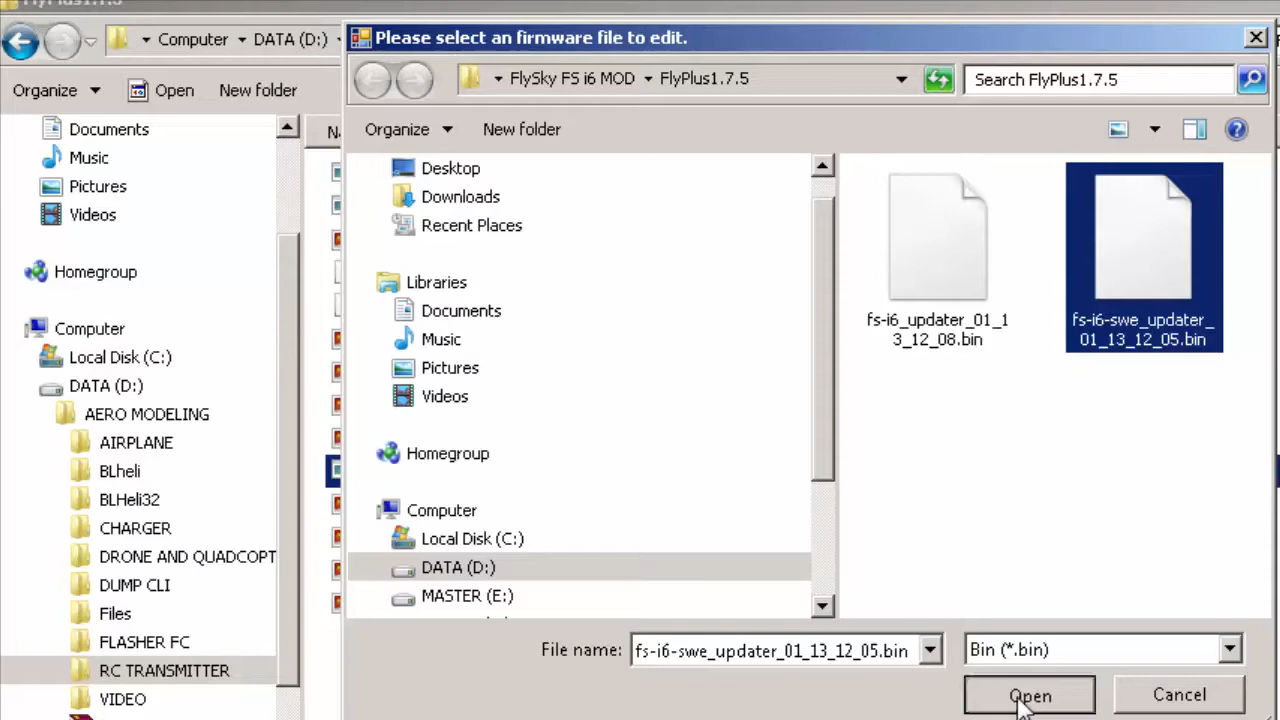 FlyPlus1.7.5
Computer DATA (D:)
Organize Open New folder
Documents
Music
Pictures
Videos
Homegroup
Computer
Local Disk (C:)
DATA (D:)
AERO MODELING
AIRPLANE
BLheli
BLHeli32
CHARGER
DRONE AND QUADCOPT
DUMP CLI
Files
FLASHER FC
RC TRANSMITTER
VIDEO
Please select an firmware file to edit.
FlySky FS i6 MOD FlyPlus1.7.5
Search FlyPlus1.7.5
Organize New folder
Desktop
Downloads
Recent Places
Libraries
Documents
Music
Pictures
Videos
Homegroup
Computer
Local Disk (C:)
DATA (D:)
MASTER (E:)
fs-i6_updater_01_1
3_12_08.bin
fs-i6-swe_updater_
01_13_12_05.bin
File name: fs-i6-swe_updater_01_13_12_05.bin Bin (*.bin)
Open Cancel